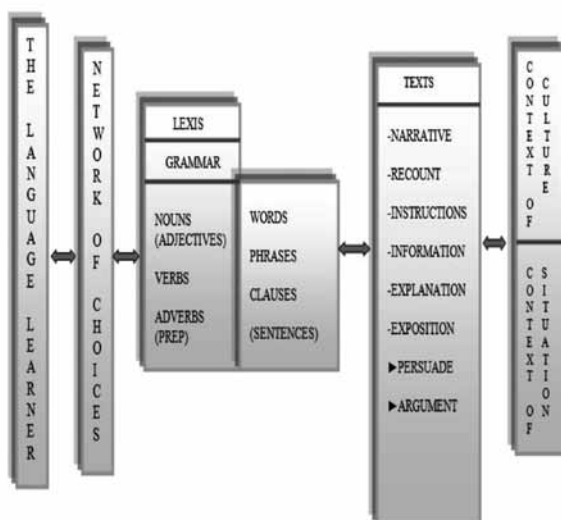 THE LANGUAGE LEARNER
NETWORK OF CHOICES
LEXIS
GRAMMAR
NOUNS
(ADJECTIVES)
VERBS
ADVERBS
(PREP)
WORDS
PHRASES
CLAUSES
(SENTENCES)
TEXTS
-NARRATIVE
-RECOUNT
-INSTRUCTIONS
-INFORMATION
-EXPLANATION
-EXPOSITION
►PERSUADE
►ARGUMENT
CONTEXT OF
CULTURE
CONTEXT OF
SITUATION